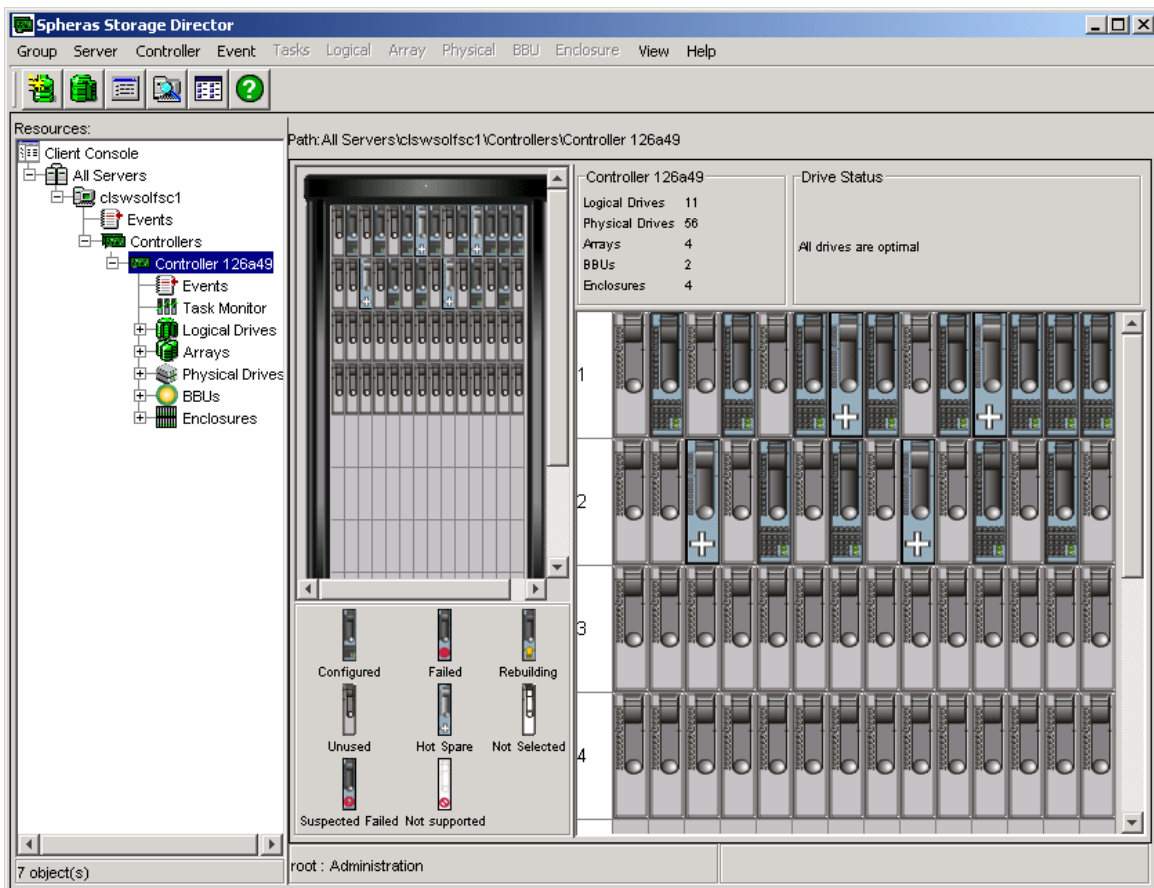 Spheras Storage Director
Group Server Controller Event Tasks Logical Array Physical BBU Enclosure View Help
Resources:
Client Console
All Servers
clswsolfsc1
Events
Controllers
Controller 126a49
Events
Task Monitor
Logical Drives
Arrays
Physical Drives
BBUs
Enclosures
7 object(s)
Path:All Servers\clswsolfsc1\Controllers\Controller 126a49
Controller 126a49
Logical Drives 11
Physical Drives 56
Arrays 4
BBUs 2
Enclosures 4
Drive Status
All drives are optimal
1
2
3
4
Configured Failed Rebuilding
Unused Hot Spare Not Selected
Suspected Failed Not supported
root : Administration